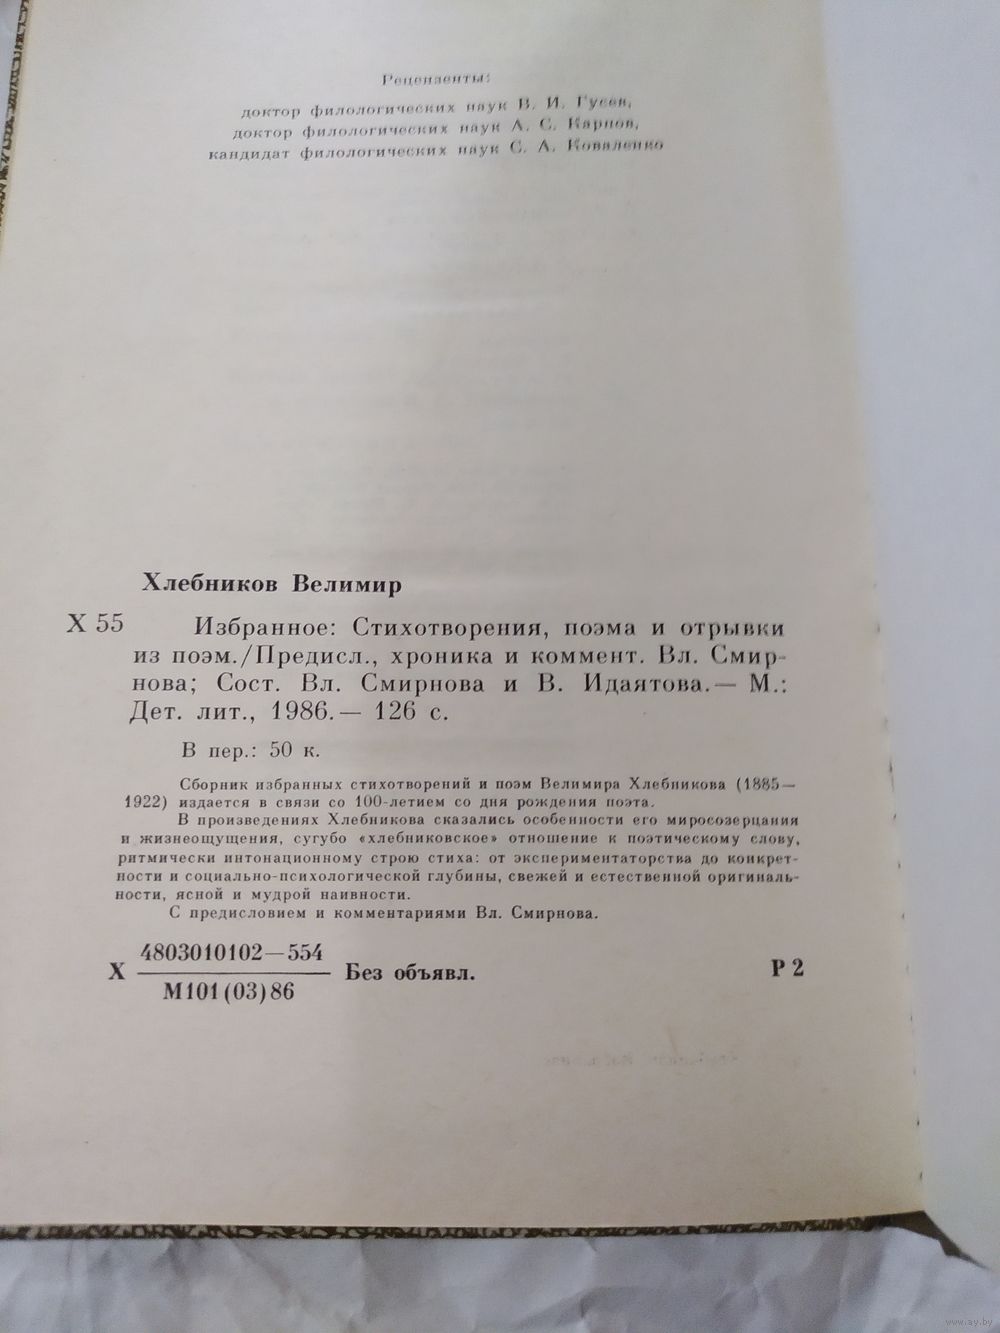 Рецензенты:
доктор филологических наук В. И. Гусев,
доктор филологических наук А. С. Карпов,
кандидат филологических наук С. А. Коваленко
Хлебников Велимир
Х 55 Избранное: Стихотворения, поэма и отрывки
из поэм./Предисл., хроника и коммент. Вл. Смир-
нова; Сост. Вл. Смирнова и В. Идаятова.— М.:
Дет. лит., 1986.— 126 с.
В пер.: 50 к.
Сборник избранных стихотворений и поэм Велимира Хлебникова (1885—
1922) издается в связи со 100-летием со дня рождения поэта.
В произведениях Хлебникова сказались особенности его миросозерцания
и жизнеощущения, сугубо «хлебниковское» отношение к поэтическому слову,
ритмически интонационному строю стиха: от экспериментаторства до конкрет-
ности и социально-психологической глубины, свежей и естественной оригиналь-
ности, ясной и мудрой наивности.
С предисловием и комментариями Вл. Смирнова.
4803010102—554
Х Без объявл. Р 2
М101(03)86
www.ay.by